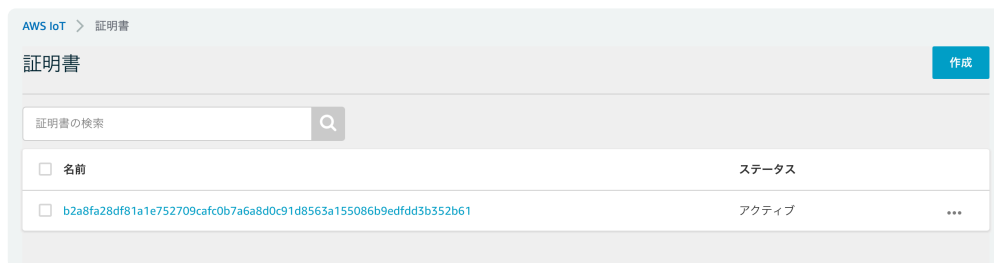 AWS IoT > 証明書
証明書
作成
証明書の検索
名前 ステータス
b2a8fa28df81a1e752709cafc0b7a6a8d0c91d8563a155086b9edfdd3b352b61 アクティブ